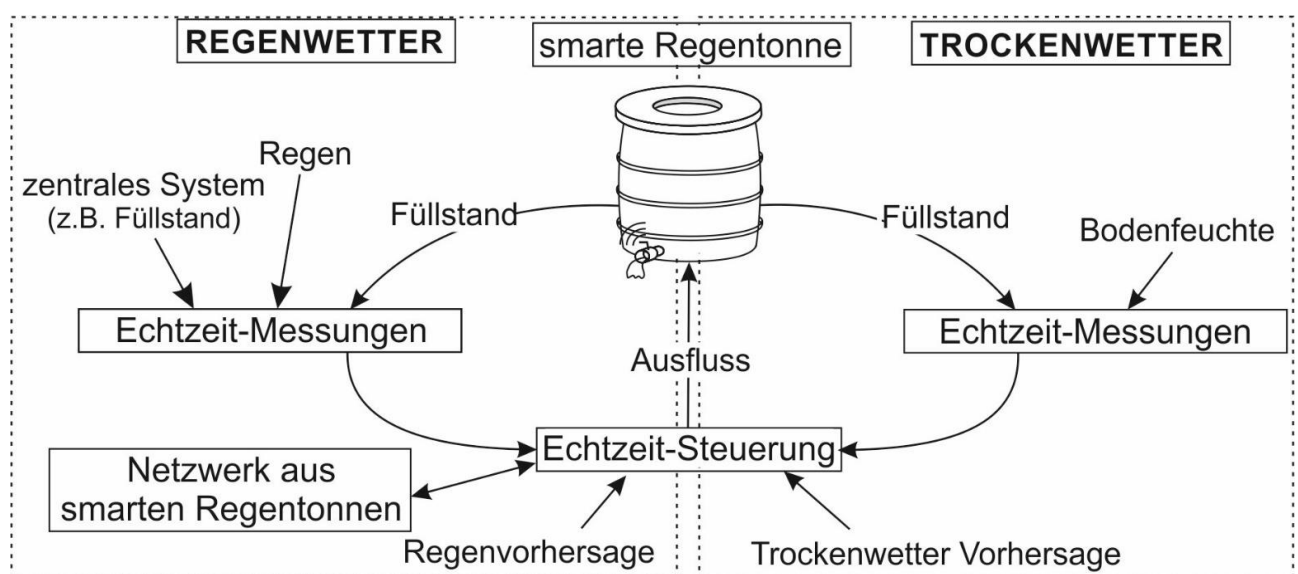 REGENWETTER
smarte Regentonne
TROCKENWETTER
Regen
zentrales System
(z.B. Füllstand)
Füllstand
Füllstand
Bodenfeuchte
Echtzeit-Messungen
Echtzeit-Messungen
Ausfluss
Echtzeit-Steuerung
Netzwerk aus
smarten Regentonnen
Regenvorhersage
Trockenwetter Vorhersage